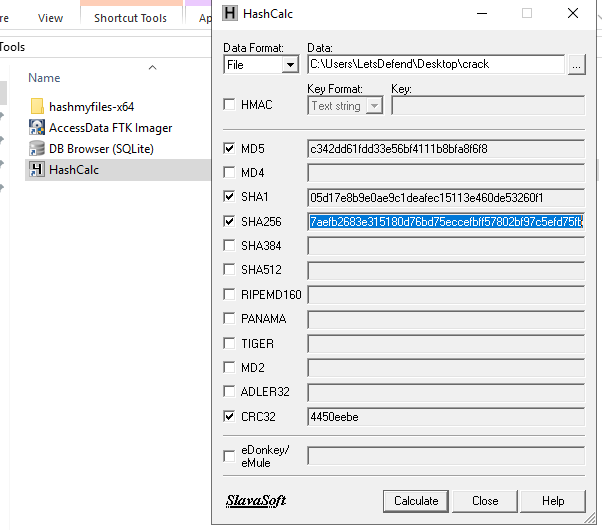 are
View
Shortcut Tools
Tools
Name
hashmyfiles-x64
AccessData FTK Imager
DB Browser (SQLite)
HashCalc
H HashCalc
Data Format:
Data:
File
C:\Users\LetsDefend\Desktop\crack
...
HMAC
Key Format:
Key:
Text string
MD5
c342dd61fdd33e56bf4111b8bfa8f6f8
MD4
SHA1
05d17e8b9e0ae9c1deafec15113e460de53260f1
SHA256
7aefb2683e315180d76bd75eccefbff57802bf97c5efd75fb
SHA384
SHA512
RIPEMD160
PANAMA
TIGER
MD2
ADLER32
CRC32
4450eebe
eDonkey/
eMule
SlavaSoft
Calculate
Close
Help